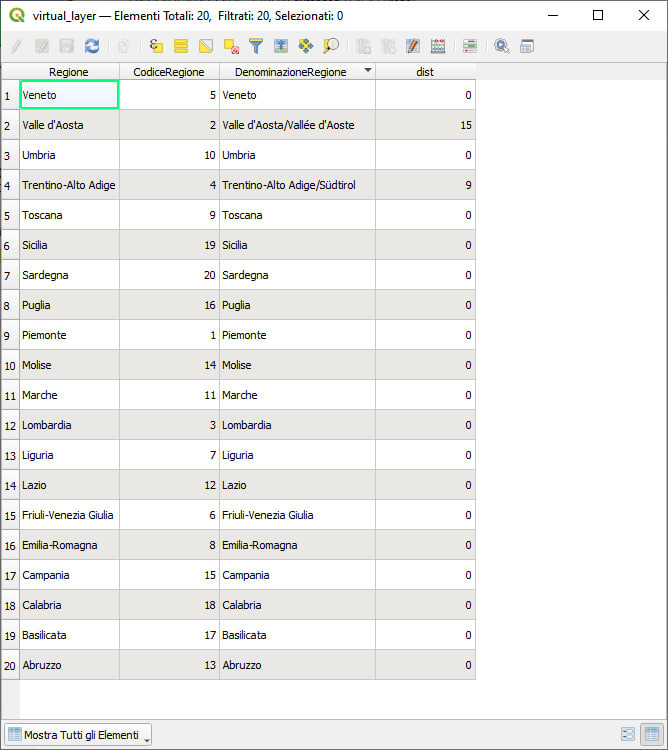 virtual_layer — Elementi Totali: 20, Filtrati: 20, Selezionati: 0
Regione CodiceRegione DenominazioneRegione dist
1 Veneto 5 Veneto 0
2 Valle d'Aosta 2 Valle d'Aosta/Vallée d'Aoste 15
3 Umbria 10 Umbria 0
4 Trentino-Alto Adige 4 Trentino-Alto Adige/Südtirol 9
5 Toscana 9 Toscana 0
6 Sicilia 19 Sicilia 0
7 Sardegna 20 Sardegna 0
8 Puglia 16 Puglia 0
9 Piemonte 1 Piemonte 0
10 Molise 14 Molise 0
11 Marche 11 Marche 0
12 Lombardia 3 Lombardia 0
13 Liguria 7 Liguria 0
14 Lazio 12 Lazio 0
15 Friuli-Venezia Giulia 6 Friuli-Venezia Giulia 0
16 Emilia-Romagna 8 Emilia-Romagna 0
17 Campania 15 Campania 0
18 Calabria 18 Calabria 0
19 Basilicata 17 Basilicata 0
20 Abruzzo 13 Abruzzo 0
Mostra Tutti gli Elementi